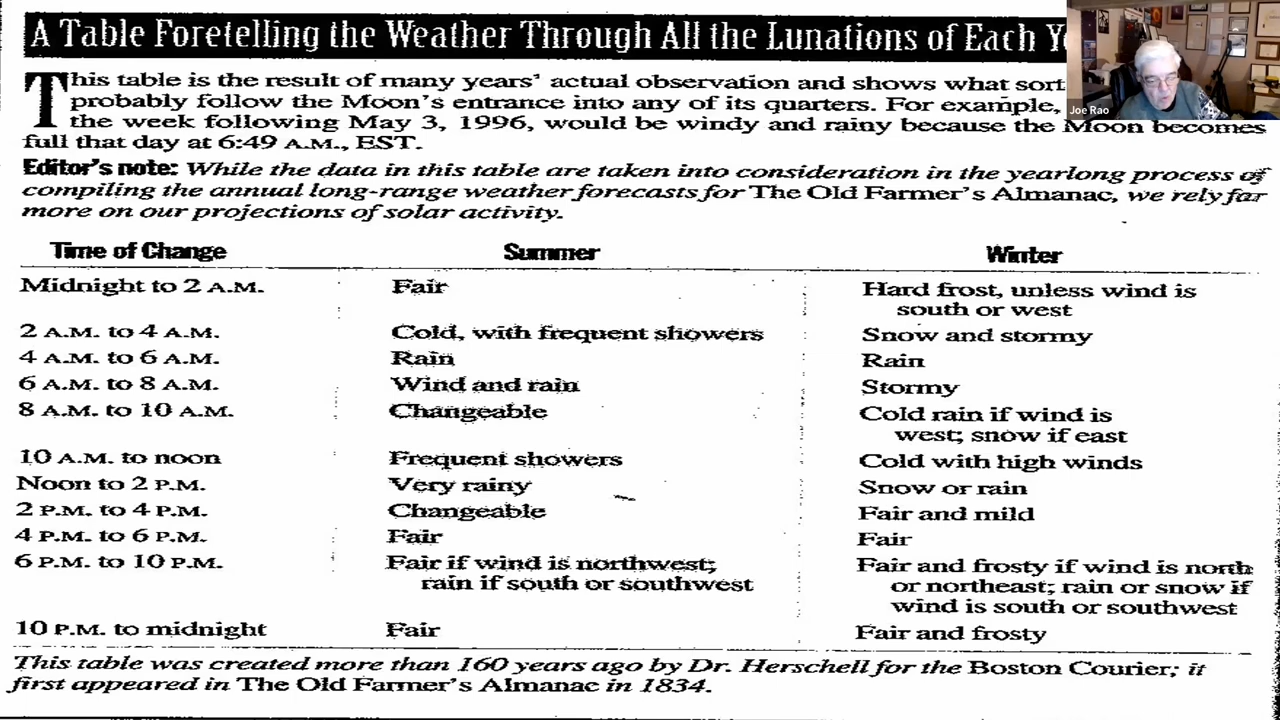 A Table Foretelling the Weather Through All the Lunations of Each
This table is the result of many years' actual observation and shows what sort
probably follow the Moon's entrance into any of its quarters. For example,
the week following May 3, 1996, would be windy and rainy because the Moon becomes
full that day at 6:49 A.M., EST.
Editor's note: While the data in this table are taken into consideration in the yearlong process of
compiling the annual long-range weather forecasts for The Old Farmer's Almanac, we rely far
more on our projections of solar activity.
Time of Change Summer Winter
Midnight to 2 A.M. Fair Hard frost, unless wind is
south or west
2 A.M. to 4 A.M. Cold, with frequent showers Snow and stormy
4 A.M. to 6 A.M. Rain Rain
6 A.M. to 8 A.M. Wind and rain Stormy
8 A.M. to 10 A.M. Changeable Cold rain if wind is
west; snow if east
10 A.M. to noon Frequent showers Cold with high winds
Noon to 2 P.M. Very rainy Snow or rain
2 P.M. to 4 P.M. Changeable Fair and mild
4 P.M. to 6 P.M. Fair Fair
6 P.M. to 10 P.M. Fair if wind is northwest; Fair and frosty if wind is north
rain if south or southwest or northeast; rain or snow if
wind is south or southwest
10 P.M. to midnight Fair Fair and frosty
This table was created more than 160 years ago by Dr. Herschell for the Boston Courier; it
first appeared in The Old Farmer's Almanac in 1834.
Joe Rao